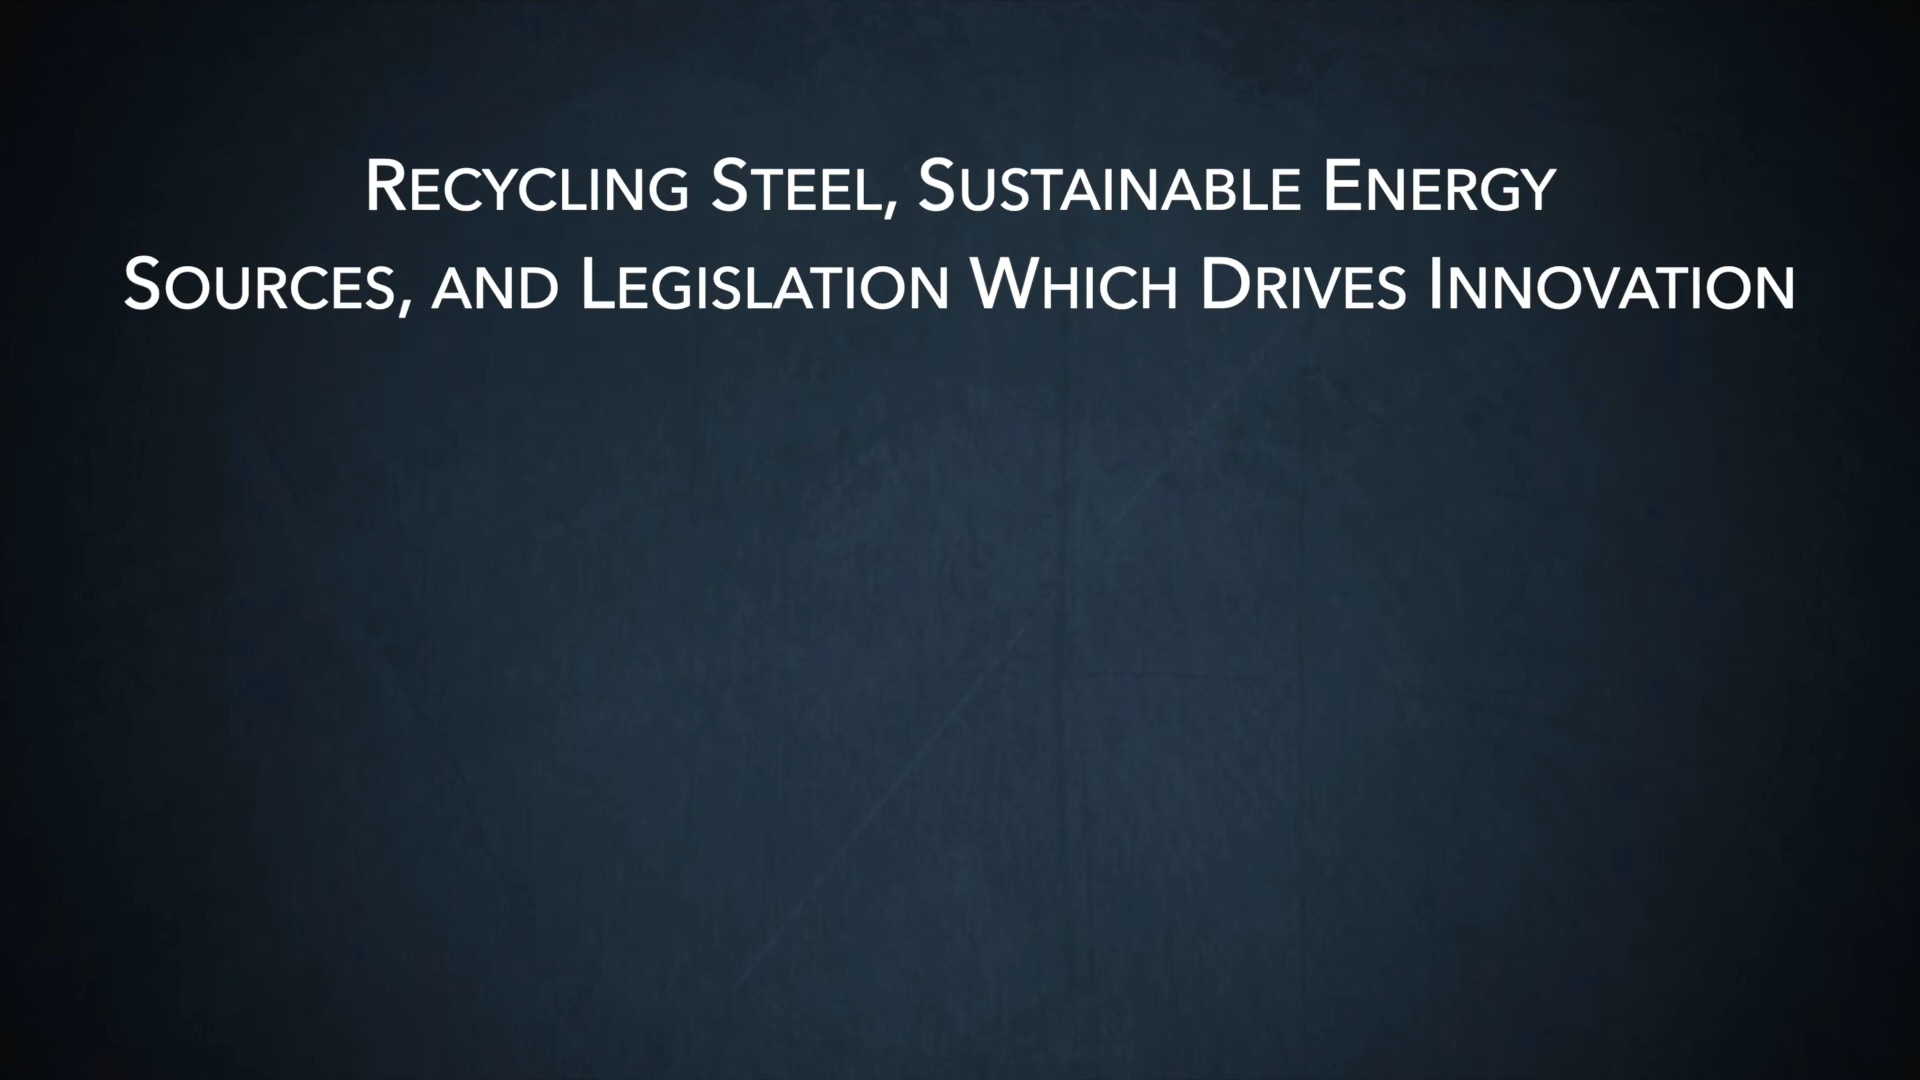 Recycling Steel, Sustainable Energy
Sources, and Legislation Which Drives Innovation